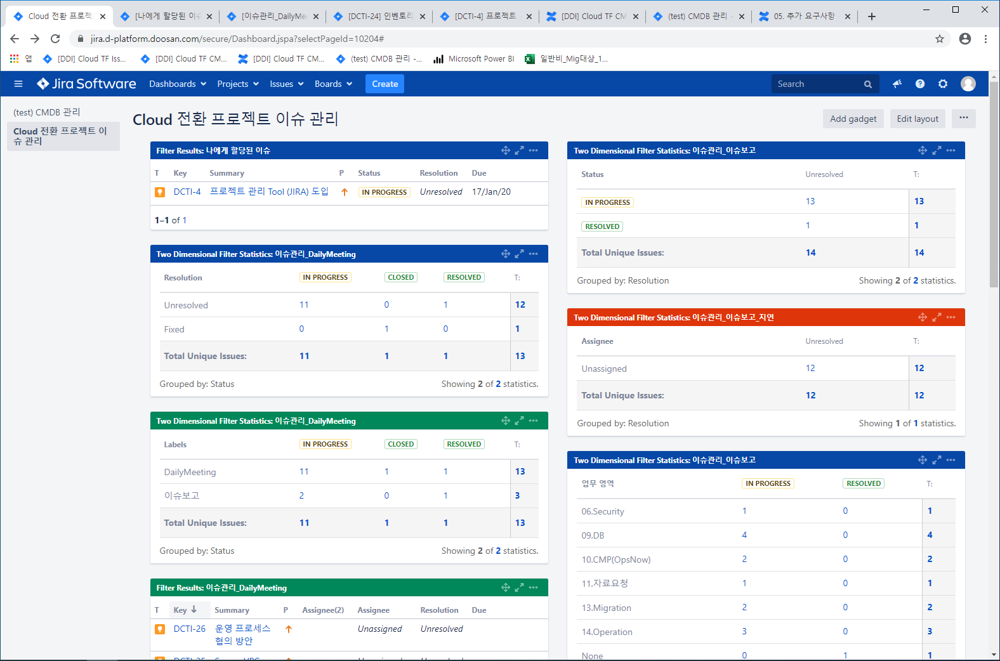 Cloud 전환 프로젝트
[나에게 할당된 이슈
[이슈관리_DailyMee
[DCTI-24] 인벤토리
[DCTI-4] 프로젝트
[DDI] Cloud TF CM
(test) CMDB 관리 -
05. 추가 요구사항
jira.d-platform.doosan.com/secure/Dashboard.jspa?selectPageId=10204#
앱
[DDI] Cloud TF Iss...
[DDI] Cloud TF CM...
[DDI] Cloud TF CM...
(test) CMDB 관리 -...
Microsoft Power BI
일반비_Mig대상_1...
Jira Software
Dashboards
Projects
Issues
Boards
Create
Search
(test) CMDB 관리
Cloud 전환 프로젝트 이
슈 관리
Cloud 전환 프로젝트 이슈 관리
Add gadget
Edit layout
Filter Results: 나에게 할당된 이슈
T Key Summary P Status Resolution Due
DCTI-4 프로젝트 관리 Tool (JIRA) 도입 IN PROGRESS Unresolved 17/Jan/20
1–1 of 1
Two Dimensional Filter Statistics: 이슈관리_DailyMeeting
Resolution IN PROGRESS CLOSED RESOLVED T:
Unresolved 11 0 1 12
Fixed 0 1 0 1
Total Unique Issues: 11 1 1 13
Grouped by: Status Showing 2 of 2 statistics.
Two Dimensional Filter Statistics: 이슈관리_DailyMeeting
Labels IN PROGRESS CLOSED RESOLVED T:
DailyMeeting 11 1 1 13
이슈보고 2 0 1 3
Total Unique Issues: 11 1 1 13
Grouped by: Status Showing 2 of 2 statistics.
Filter Results: 이슈관리_DailyMeeting
T Key Summary P Assignee(2) Assignee Resolution Due
DCTI-26 운영 프로세스 Unassigned Unresolved
협의 방안
Two Dimensional Filter Statistics: 이슈관리_이슈보고
Status Unresolved T:
IN PROGRESS 13 13
RESOLVED 1 1
Total Unique Issues: 14 14
Grouped by: Resolution Showing 2 of 2 statistics.
Two Dimensional Filter Statistics: 이슈관리_이슈보고_지연
Assignee Unresolved T:
Unassigned 12 12
Total Unique Issues: 12 12
Grouped by: Resolution Showing 1 of 1 statistics.
Two Dimensional Filter Statistics: 이슈관리_이슈보고
업무 영역 IN PROGRESS RESOLVED T:
06.Security 1 0 1
09.DB 4 0 4
10.CMP(OpsNow) 2 0 2
11.자료요청 1 0 1
13.Migration 2 0 2
14.Operation 3 0 3
None 0 1 1